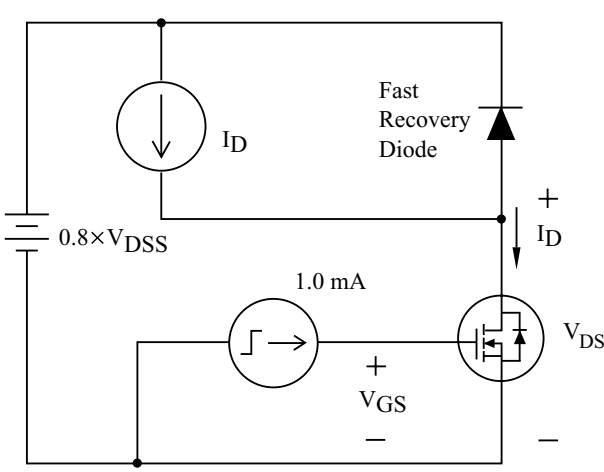 Fast
Recovery
Diode
I_D
+
I_D
0.8×V_DSS
1.0 mA
V_DS
+
V_GS
−
−